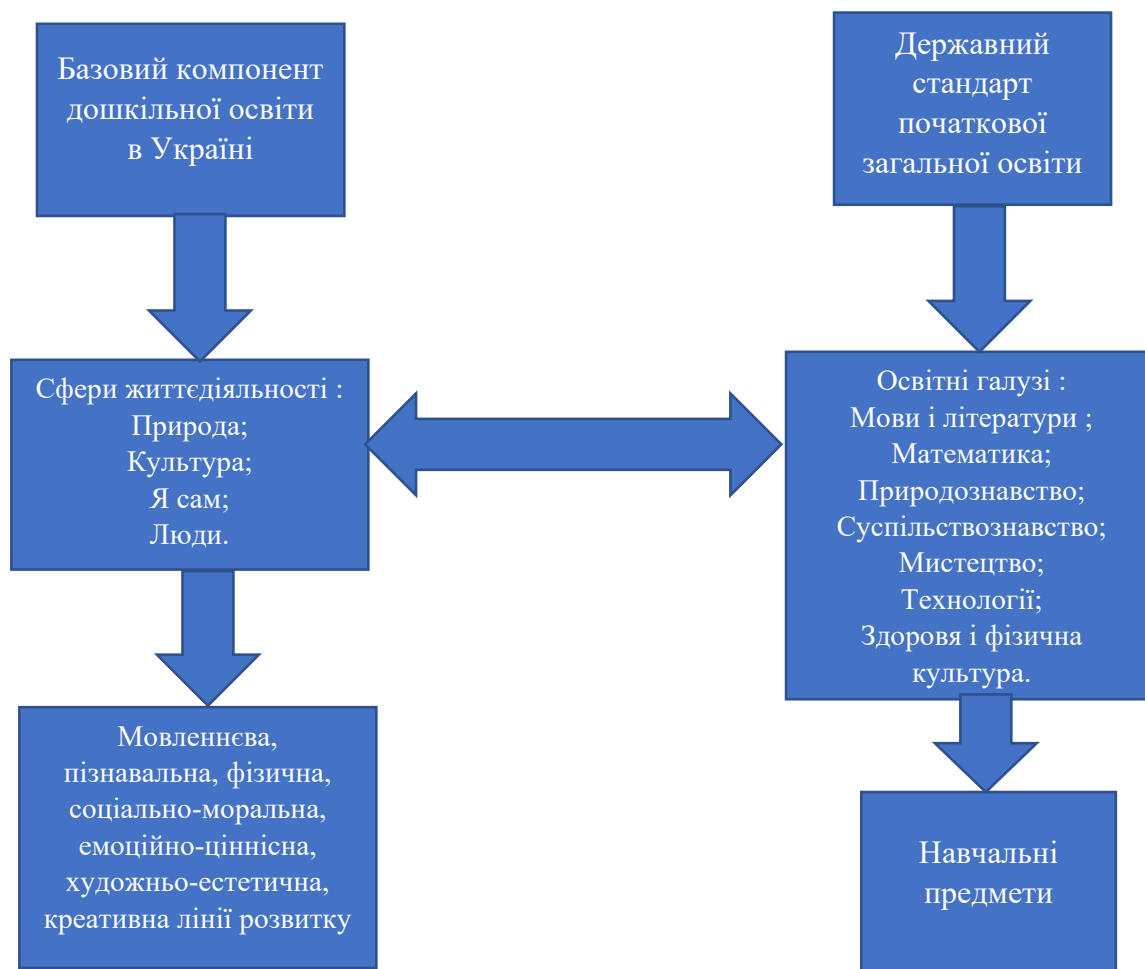 Базовий компонент
дошкільної освіти
в Україні
Державний
стандарт
початкової
загальної освіти
Сфери життєдіяльності :
Природа;
Культура;
Я сам;
Люди.
Освітні галузі :
Мови і літератури ;
Математика;
Природознавство;
Суспільствознавство;
Мистецтво;
Технології;
Здоровя і фізична
культура.
Мовленнєва,
пізнавальна, фізична,
соціально-моральна,
емоційно-ціннісна,
художньо-естетична,
креативна лінії розвитку
Навчальні
предмети